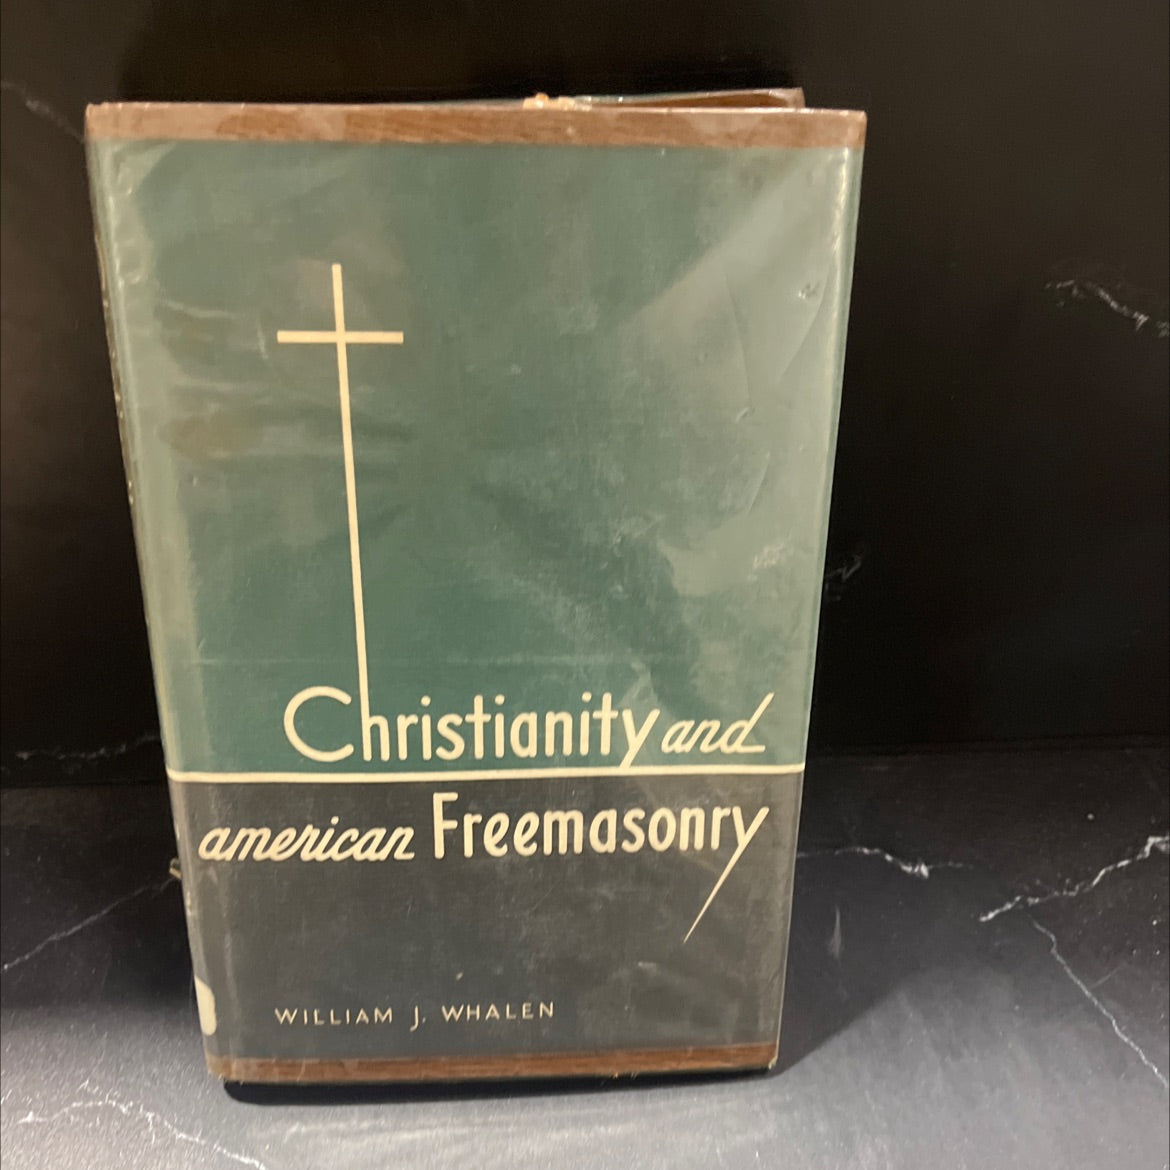 Christianity and
american Freemasonry
WILLIAM J. WHALEN